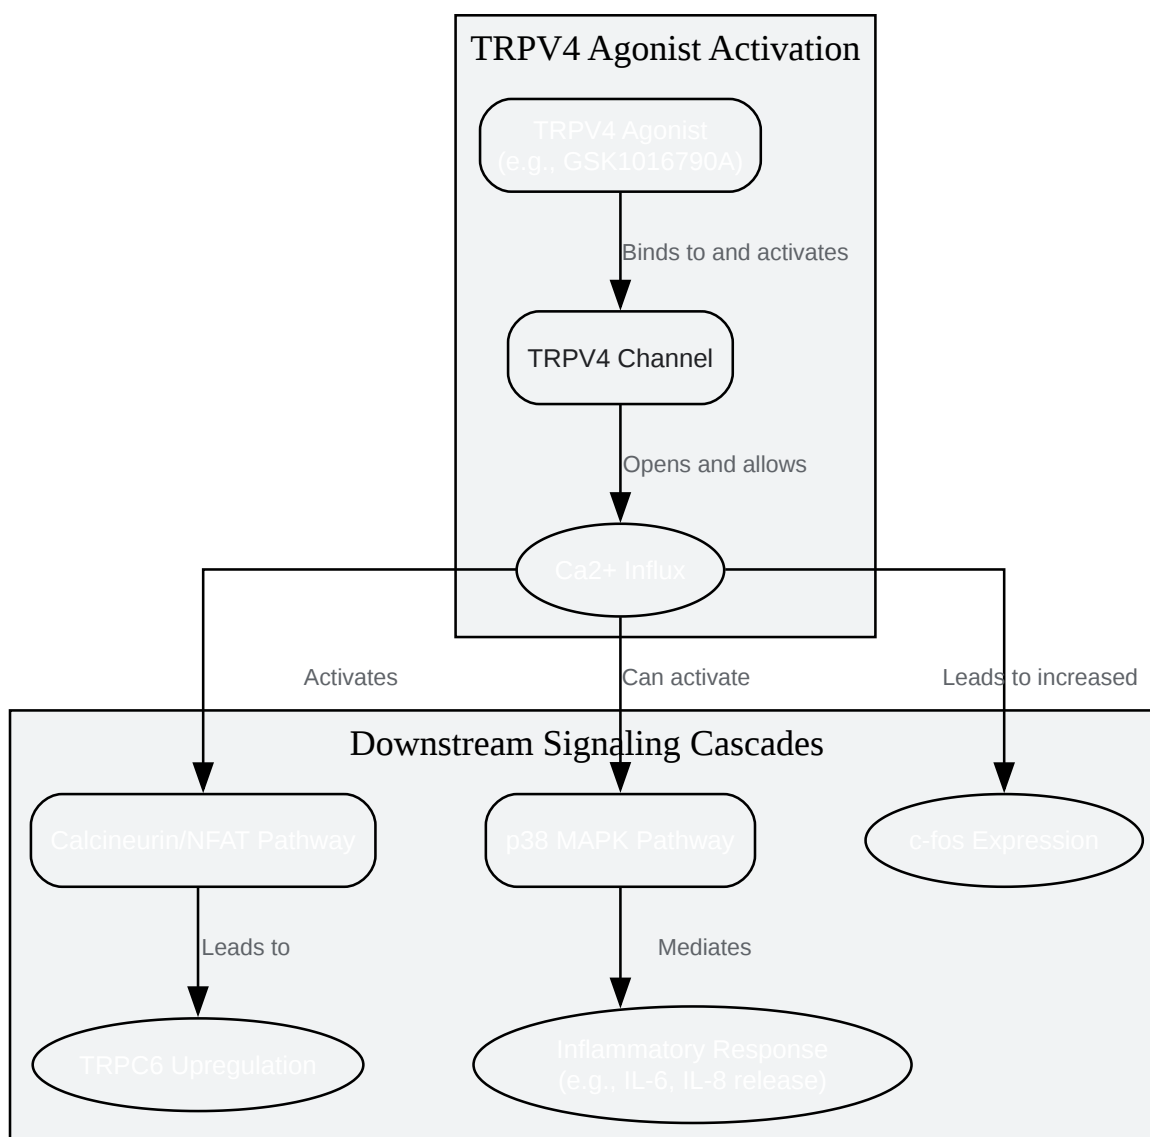 TRPV4 Agonist Activation
TRPV4 Agonist
(e.g., GSK1016790A)
Binds to and activates
TRPV4 Channel
Opens and allows
Ca2+ Influx
Activates
Can activate
Leads to increased
Downstream Signaling Cascades
Calcineurin/NFAT Pathway
p38 MAPK Pathway
c-fos Expression
Leads to
Mediates
TRPC6 Upregulation
Inflammatory Response
(e.g., IL-6, IL-8 release)